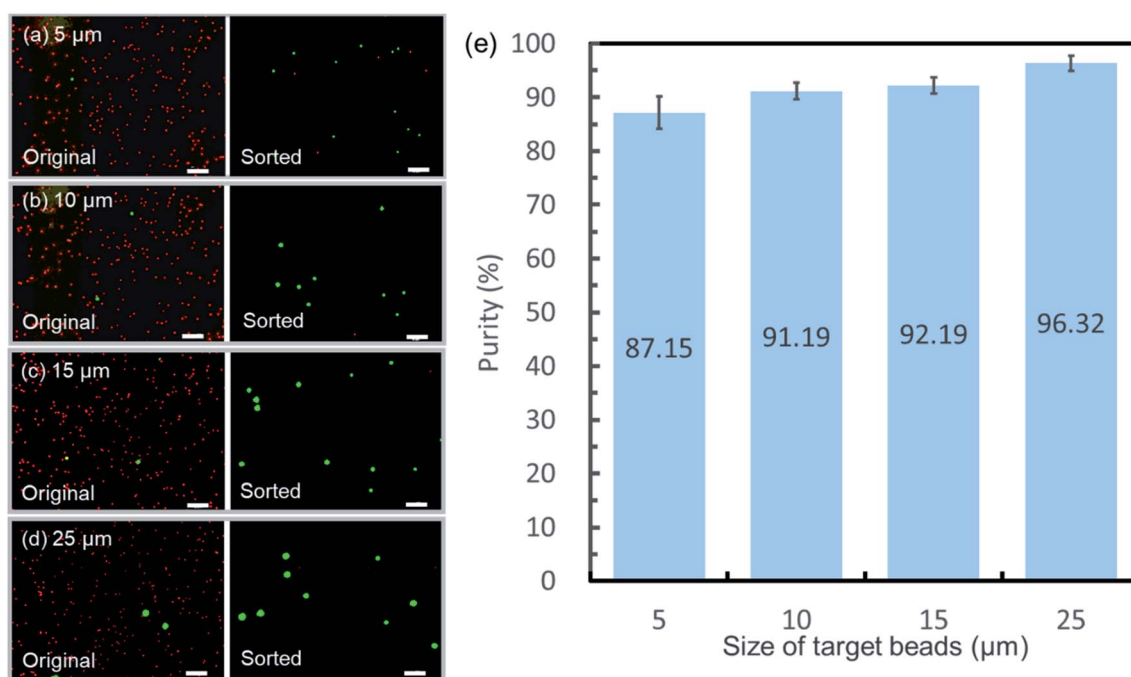 (a) 5 µm
Original
Sorted
(b) 10 µm
Original
Sorted
(c) 15 µm
Original
Sorted
(d) 25 µm
Original
Sorted
(e)
Purity (%)
100
90
80
70
60
50
40
30
20
10
0
87.15
91.19
92.19
96.32
5
10
15
25
Size of target beads (µm)